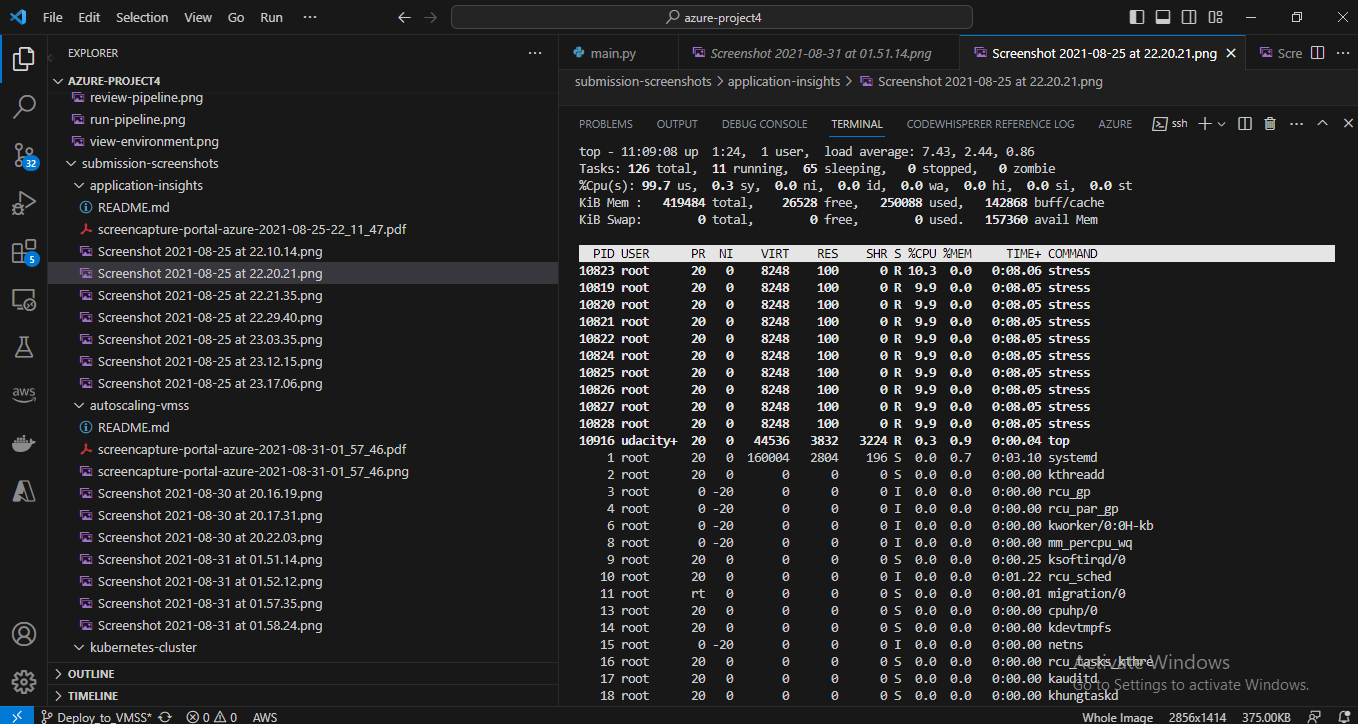 File Edit Selection View Go Run ··· azure-project4
EXPLORER
AZURE-PROJECT4
review-pipeline.png
run-pipeline.png
view-environment.png
submission-screenshots
application-insights
README.md
screencapture-portal-azure-2021-08-25-22_11_47.pdf
Screenshot 2021-08-25 at 22.10.14.png
Screenshot 2021-08-25 at 22.20.21.png
Screenshot 2021-08-25 at 22.21.35.png
Screenshot 2021-08-25 at 22.29.40.png
Screenshot 2021-08-25 at 23.03.35.png
Screenshot 2021-08-25 at 23.12.15.png
Screenshot 2021-08-25 at 23.17.06.png
autoscaling-vmss
README.md
screencapture-portal-azure-2021-08-31-01_57_46.pdf
screencapture-portal-azure-2021-08-31-01_57_46.png
Screenshot 2021-08-30 at 20.16.19.png
Screenshot 2021-08-30 at 20.17.31.png
Screenshot 2021-08-30 at 20.22.03.png
Screenshot 2021-08-31 at 01.51.14.png
Screenshot 2021-08-31 at 01.52.12.png
Screenshot 2021-08-31 at 01.57.35.png
Screenshot 2021-08-31 at 01.58.24.png
kubernetes-cluster
OUTLINE
TIMELINE
32
5
aws
main.py Screenshot 2021-08-31 at 01.51.14.png Screenshot 2021-08-25 at 22.20.21.png Scre
submission-screenshots > application-insights > Screenshot 2021-08-25 at 22.20.21.png
PROBLEMS OUTPUT DEBUG CONSOLE TERMINAL CODEWHISPERER REFERENCE LOG AZURE ssh
top - 11:09:08 up  1:24,  1 user,  load average: 7.43, 2.44, 0.86
Tasks: 126 total,  11 running,  65 sleeping,   0 stopped,   0 zombie
%Cpu(s): 99.7 us,  0.3 sy,  0.0 ni,  0.0 id,  0.0 wa,  0.0 hi,  0.0 si,  0.0 st
KiB Mem :   419484 total,    26528 free,   250088 used,   142868 buff/cache
KiB Swap:        0 total,        0 free,        0 used.   157360 avail Mem
PID USER PR NI VIRT RES SHR S %CPU %MEM TIME+ COMMAND
10823 root 20 0 8248 100 0 R 10.3 0.0 0:08.06 stress
10819 root 20 0 8248 100 0 R 9.9 0.0 0:08.05 stress
10820 root 20 0 8248 100 0 R 9.9 0.0 0:08.05 stress
10821 root 20 0 8248 100 0 R 9.9 0.0 0:08.05 stress
10822 root 20 0 8248 100 0 R 9.9 0.0 0:08.05 stress
10824 root 20 0 8248 100 0 R 9.9 0.0 0:08.05 stress
10825 root 20 0 8248 100 0 R 9.9 0.0 0:08.05 stress
10826 root 20 0 8248 100 0 R 9.9 0.0 0:08.05 stress
10827 root 20 0 8248 100 0 R 9.9 0.0 0:08.05 stress
10828 root 20 0 8248 100 0 R 9.9 0.0 0:08.05 stress
10916 udacity+ 20 0 44536 3832 3224 R 0.3 0.9 0:00.04 top
1 root 20 0 160004 2804 196 S 0.0 0.7 0:03.10 systemd
2 root 20 0 0 0 0 S 0.0 0.0 0:00.00 kthreadd
3 root 0 -20 0 0 0 I 0.0 0.0 0:00.00 rcu_gp
4 root 0 -20 0 0 0 I 0.0 0.0 0:00.00 rcu_par_gp
6 root 0 -20 0 0 0 I 0.0 0.0 0:00.00 kworker/0:0H-kb
8 root 0 -20 0 0 0 I 0.0 0.0 0:00.00 mm_percpu_wq
9 root 20 0 0 0 0 S 0.0 0.0 0:00.25 ksoftirqd/0
10 root 20 0 0 0 0 I 0.0 0.0 0:01.22 rcu_sched
11 root rt 0 0 0 0 S 0.0 0.0 0:00.01 migration/0
13 root 20 0 0 0 0 S 0.0 0.0 0:00.00 cpuhp/0
14 root 20 0 0 0 0 S 0.0 0.0 0:00.00 kdevtmpfs
15 root 0 -20 0 0 0 I 0.0 0.0 0:00.00 netns
16 root 20 0 0 0 0 S 0.0 0.0 0:00.00 rcu_tasks_kthre
17 root 20 0 0 0 0 S 0.0 0.0 0:00.00 kauditd
18 root 20 0 0 0 0 S 0.0 0.0 0:00.00 khungtaskd
Activate Windows
Go to Settings to activate Windows.
Deploy_to_VMSS* 0 0 AWS Whole Image 2856x1414 375.00KB